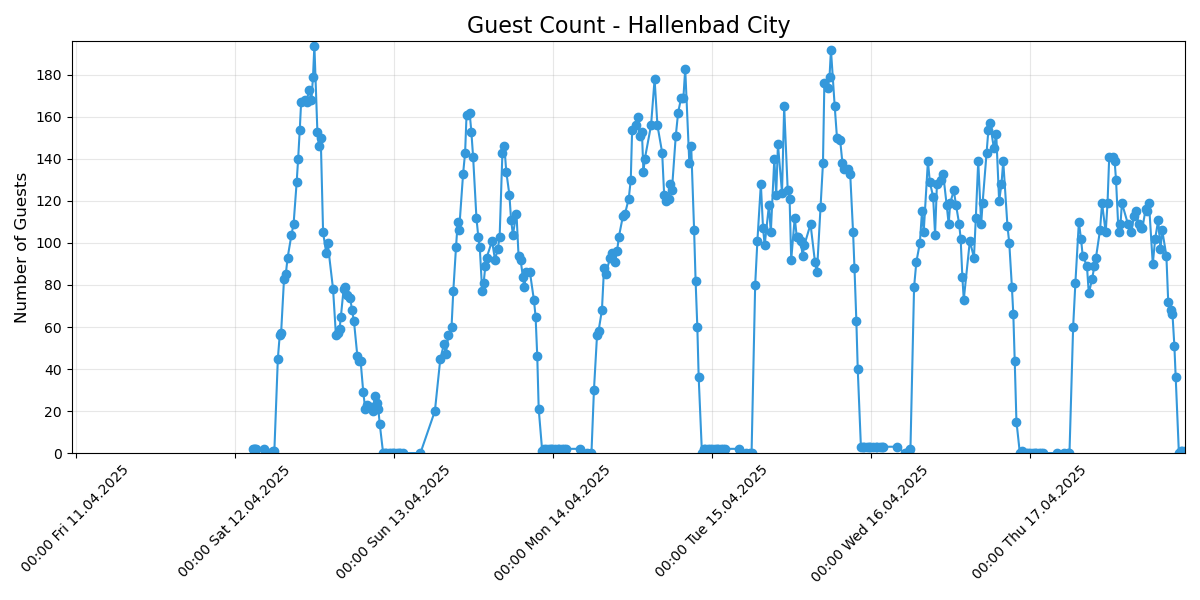 Guest Count - Hallenbad City
Number of Guests
180
160
140
120
100
80
60
40
20
0
00:00 Fri 11.04.2025
00:00 Sat 12.04.2025
00:00 Sun 13.04.2025
00:00 Mon 14.04.2025
00:00 Tue 15.04.2025
00:00 Wed 16.04.2025
00:00 Thu 17.04.2025